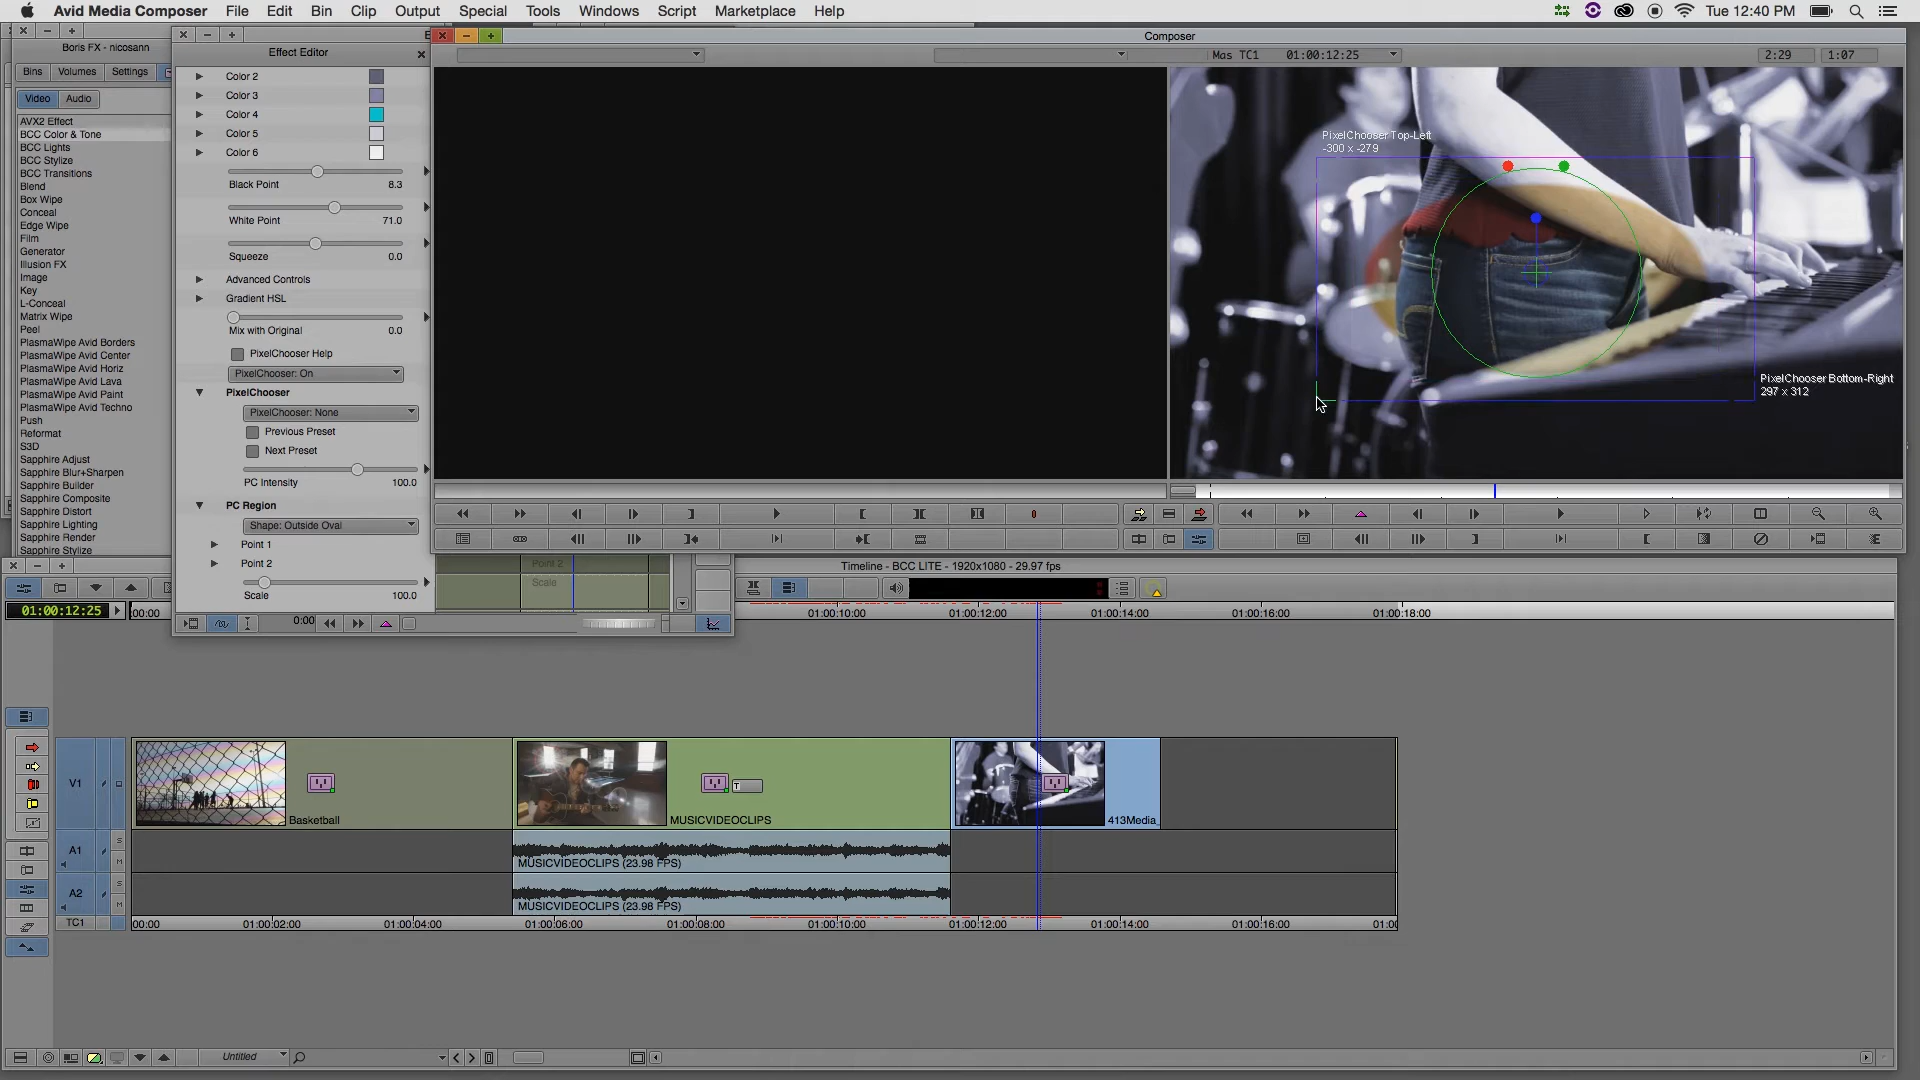 Avid Media Composer File Edit Bin Clip Output Special Tools Windows Script Marketplace Help Tue 12:40 PM
Boris FX - nicosann
Bins Volumes Settings
Video Audio
AVX2 Effect
BCC Color & Tone
BCC Lights
BCC Stylize
BCC Transitions
Blend
Box Wipe
Conceal
Edge Wipe
Film
Generator
Illusion FX
Image
Key
L-Conceal
Matrix Wipe
Peel
PlasmaWipe Avid Borders
PlasmaWipe Avid Center
PlasmaWipe Avid Horiz
PlasmaWipe Avid Lava
PlasmaWipe Avid Paint
PlasmaWipe Avid Techno
Push
Reformat
S3D
Sapphire Adjust
Sapphire Blur+Sharpen
Sapphire Builder
Sapphire Composite
Sapphire Distort
Sapphire Lighting
Sapphire Render
Sapphire Stylize
Effect Editor
Color 2
Color 3
Color 4
Color 5
Color 6
Black Point 8.3
White Point 71.0
Squeeze 0.0
Advanced Controls
Gradient HSL
Mix with Original 0.0
PixelChooser Help
PixelChooser: On
PixelChooser
PixelChooser: None
Previous Preset
Next Preset
PC Intensity 100.0
PC Region
Shape: Outside Oval
Point 1
Point 2
Scale 100.0
0:00
Point 2
Scale
Composer
Mas TC1 01:00:12:25 2:29 1:07
PixelChooser Top-Left
-300 x -279
PixelChooser Bottom-Right
297 x 312
Timeline - BCC LITE - 1920x1080 - 29.97 fps
01:00:12:25 00:00 01:00:10:00 01:00:12:00 01:00:14:00 01:00:16:00 01:00:18:00
V1 Basketball MUSICVIDEOCLIPS T 413Media_
A1 S M MUSICVIDEOCLIPS (23.98 FPS)
A2 S M MUSICVIDEOCLIPS (23.98 FPS)
TC1 00:00 01:00:02:00 01:00:04:00 01:00:06:00 01:00:08:00 01:00:10:00 01:00:12:00 01:00:14:00 01:00:16:00 01:00
Untitled